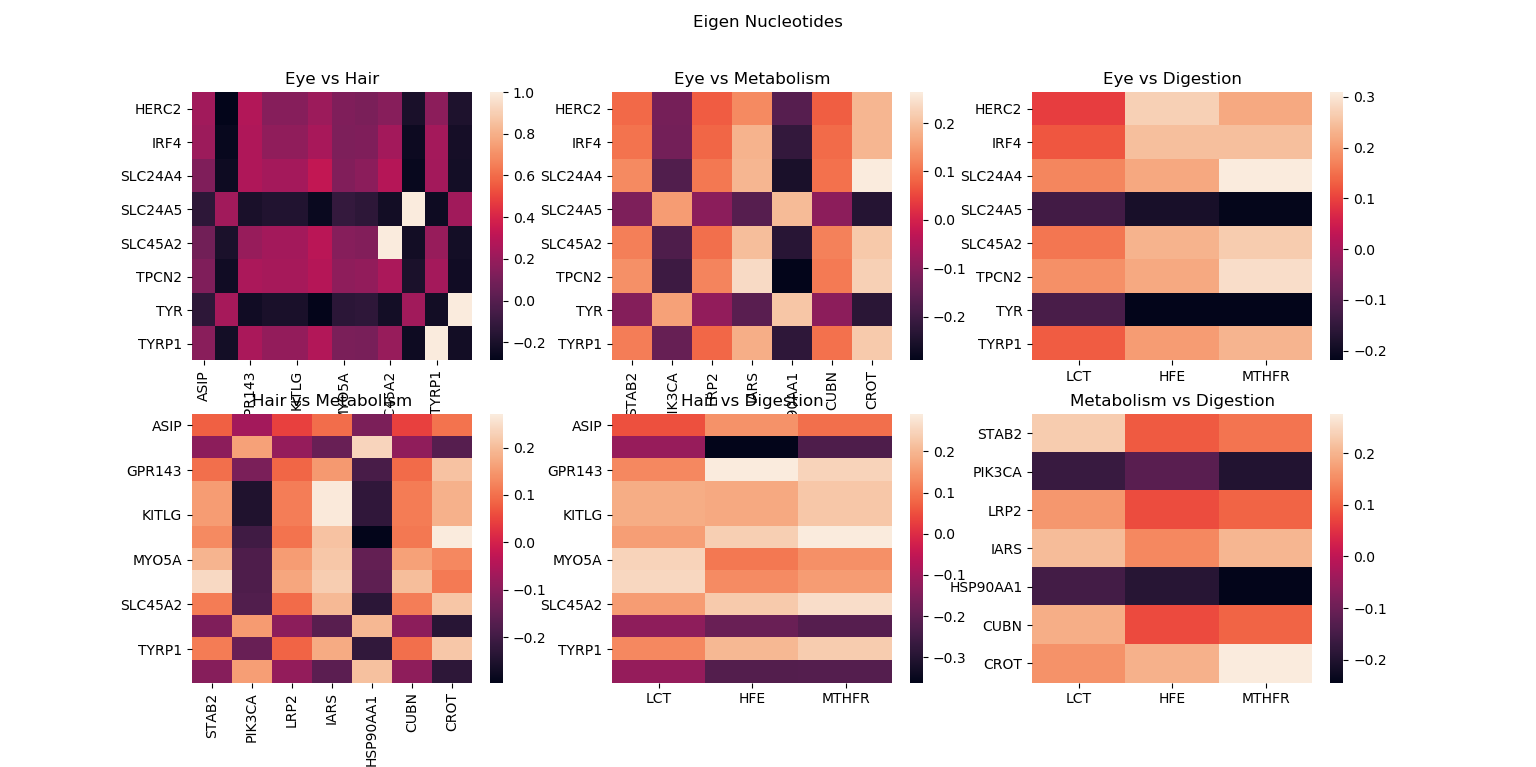 Eigen Nucleotides
Eye vs Hair
HERC2
IRF4
SLC24A4
SLC24A5
SLC45A2
TPCN2
TYR
TYRP1
ASIP
KITLG
TYRP1
1.0
0.8
0.6
0.4
0.2
0.0
−0.2
Eye vs Metabolism
HERC2
IRF4
SLC24A4
SLC24A5
SLC45A2
TPCN2
TYR
TYRP1
STAB2
IK3CA
LRP2
IARS
90AA1
CUBN
CROT
0.2
0.1
0.0
−0.1
−0.2
Eye vs Digestion
HERC2
IRF4
SLC24A4
SLC24A5
SLC45A2
TPCN2
TYR
TYRP1
LCT HFE MTHFR
0.3
0.2
0.1
0.0
−0.1
−0.2
Hair vs Metabolism
ASIP
GPR143
KITLG
MYO5A
SLC45A2
TYRP1
STAB2
PIK3CA
LRP2
IARS
HSP90AA1
CUBN
CROT
0.2
0.1
0.0
−0.1
−0.2
Hair vs Digestion
ASIP
GPR143
KITLG
MYO5A
SLC45A2
TYRP1
LCT HFE MTHFR
0.2
0.1
0.0
−0.1
−0.2
−0.3
Metabolism vs Digestion
STAB2
PIK3CA
LRP2
IARS
HSP90AA1
CUBN
CROT
LCT HFE MTHFR
0.2
0.1
0.0
−0.1
−0.2